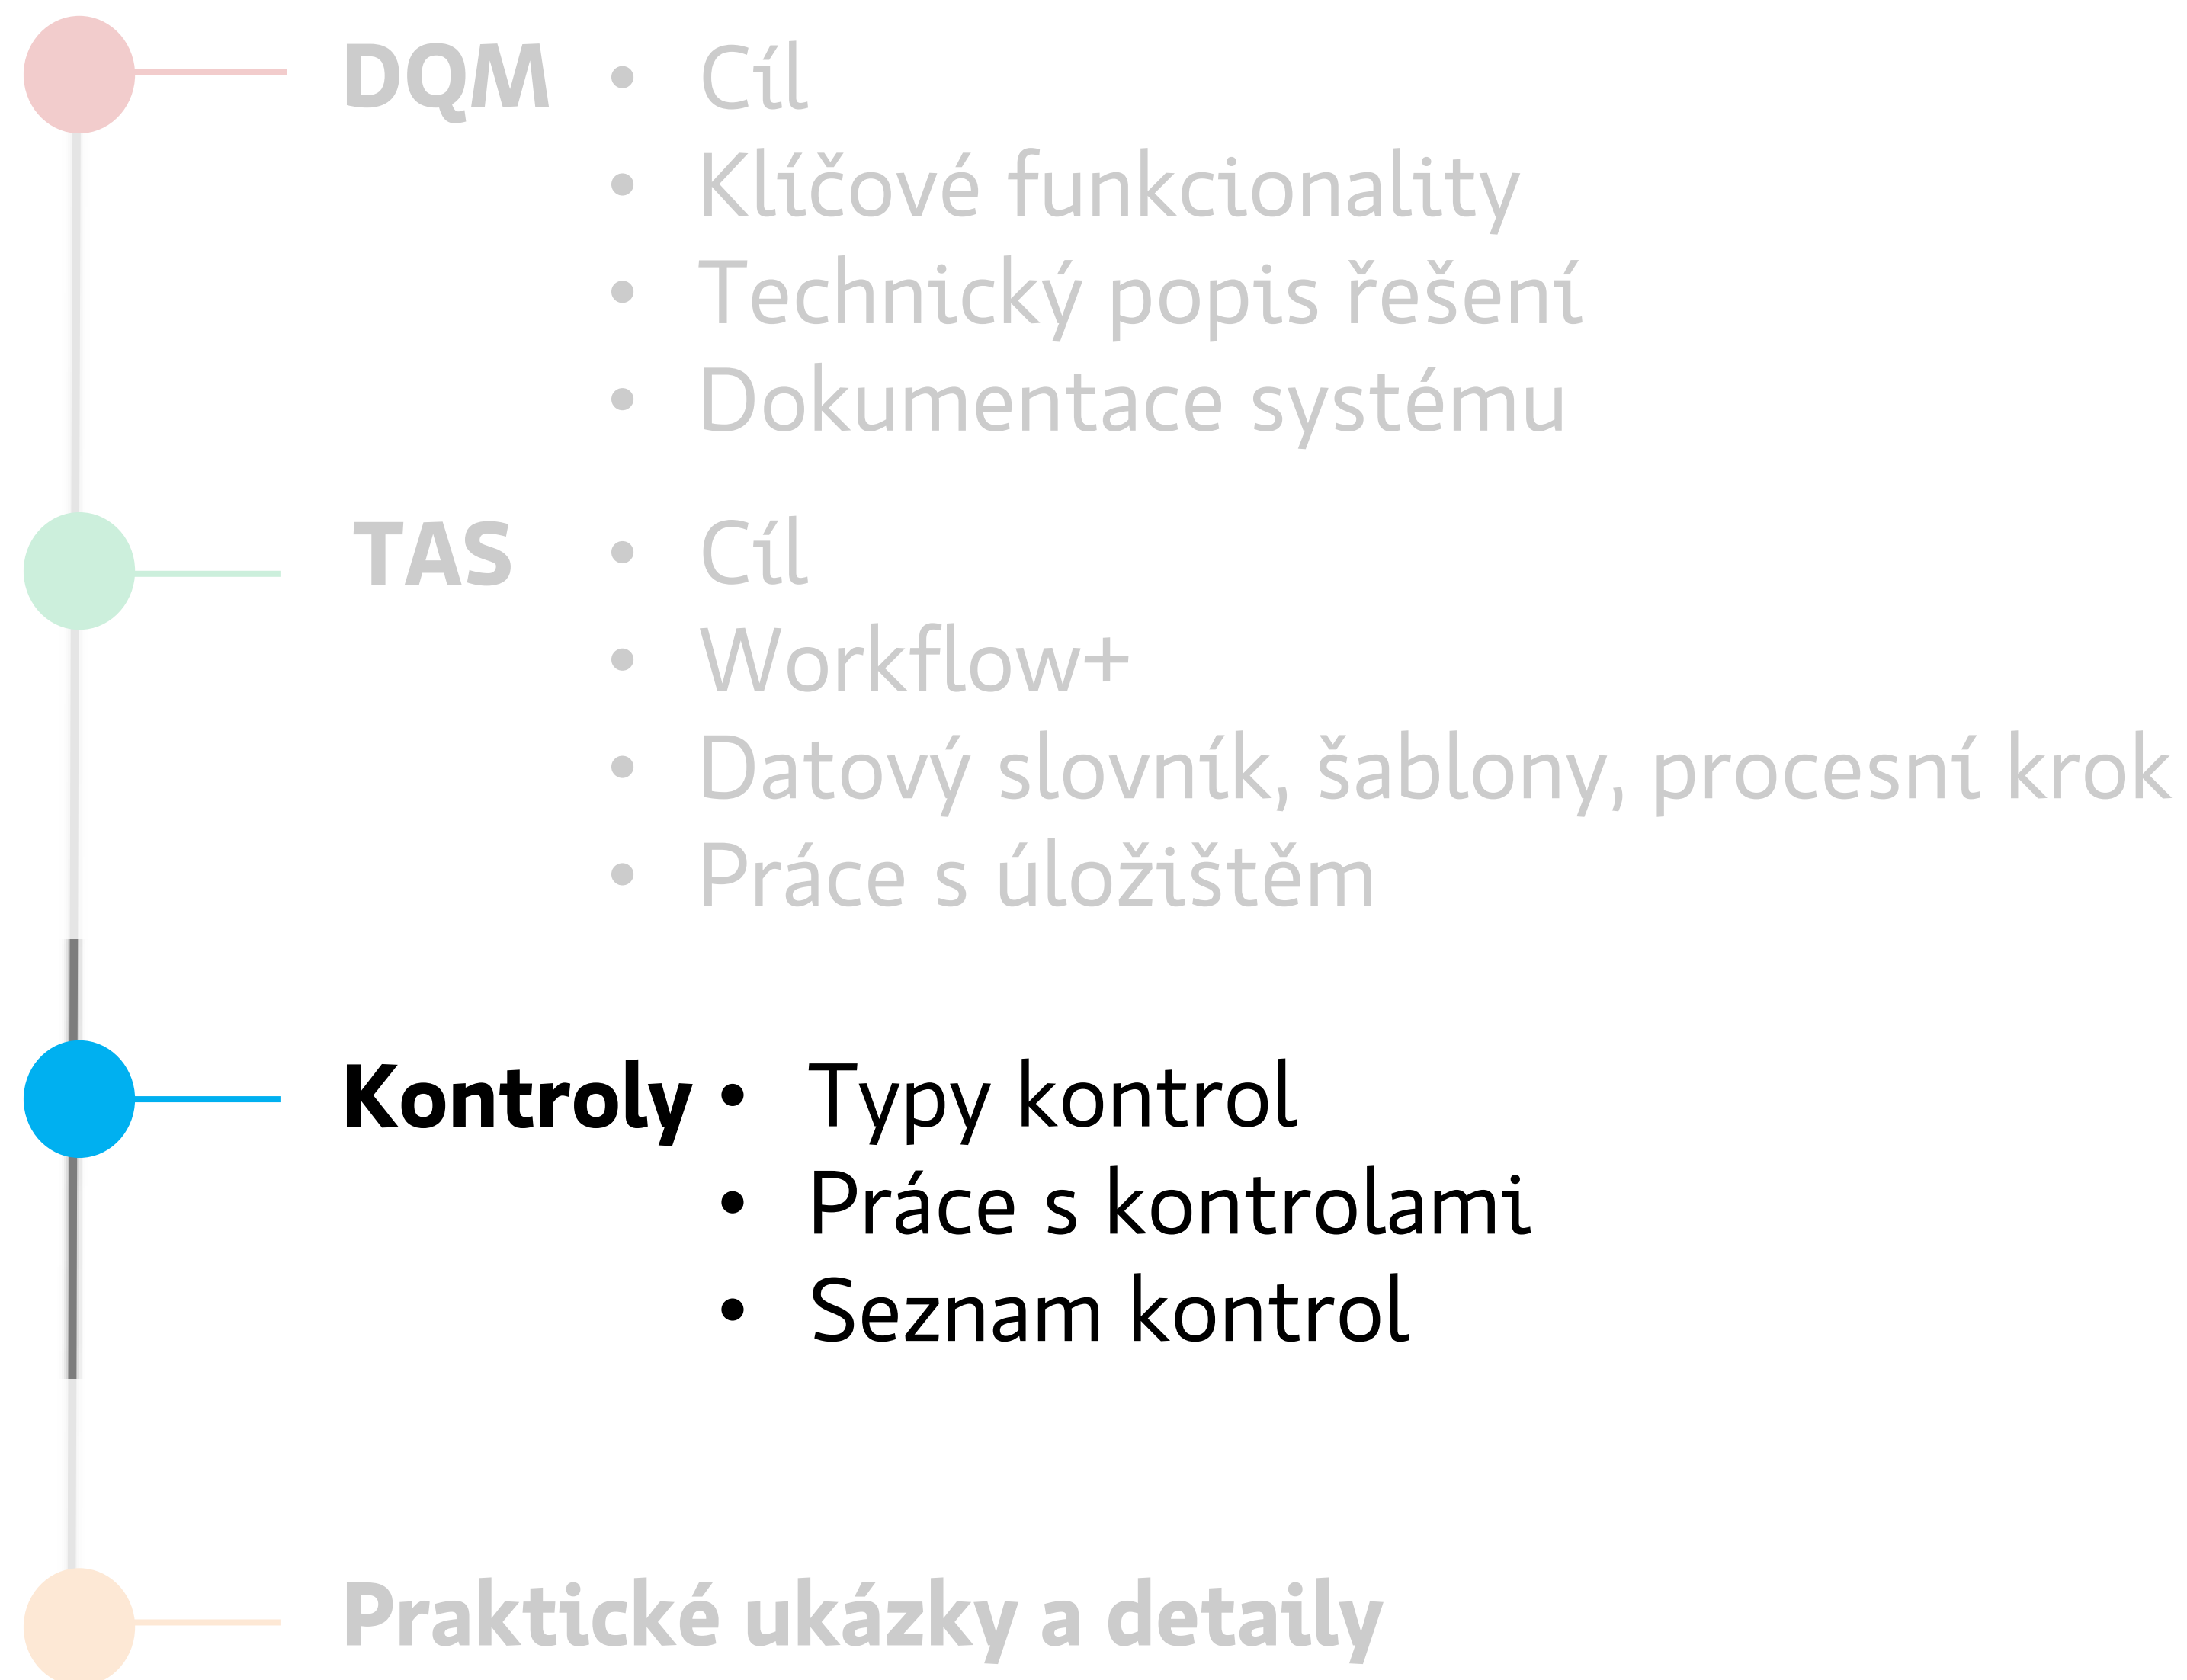 DQM • Cíl
• Klíčové funkcionality
• Technický popis řešení
• Dokumentace systému
TAS • Cíl
• Workflow+
• Datový slovník, šablony, procesní krok
• Práce s úložištěm
Kontroly • Typy kontrol
• Práce s kontrolami
• Seznam kontrol
Praktické ukázky a detaily